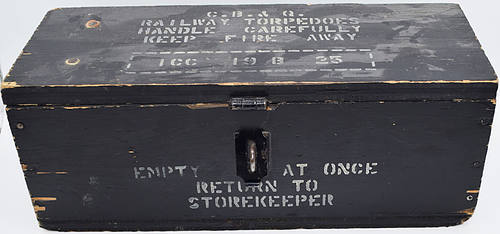 C.B.& Q.
RAILWAY TORPEDOES
HANDLE CAREFULLY
KEEP FIRE AWAY
ICC 19 B 25
EMPTY AT ONCE
RETURN TO
STOREKEEPER